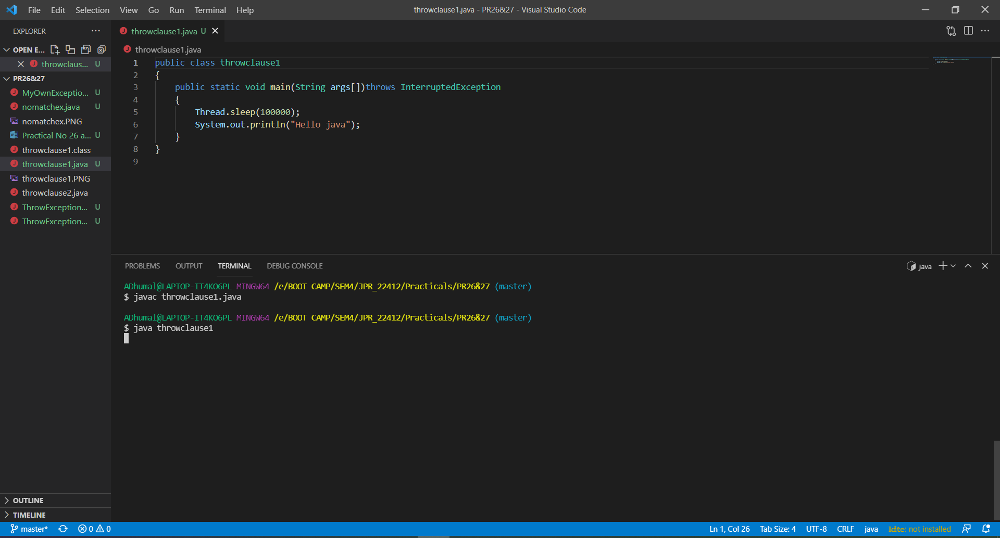 File Edit Selection View Go Run Terminal Help
throwclause1.java - PR26&27 - Visual Studio Code
EXPLORER
OPEN E...
throwclaus... U
PR26&27
MyOwnExceptio... U
nomatchex.java U
nomatchex.PNG
Practical No 26 a... U
throwclause1.class
throwclause1.java U
throwclause1.PNG
throwclause2.java
ThrowException... U
ThrowException... U
OUTLINE
TIMELINE
throwclause1.java U
throwclause1.java
1 public class throwclause1
2 {
3 public static void main(String args[])throws InterruptedException
4 {
5 Thread.sleep(100000);
6 System.out.println("Hello java");
7 }
8 }
9
PROBLEMS OUTPUT TERMINAL DEBUG CONSOLE
java
ADhumal@LAPTOP-IT4KO6PL MINGW64 /e/BOOT CAMP/SEM4/JPR_22412/Practicals/PR26&27 (master)
$ javac throwclause1.java
ADhumal@LAPTOP-IT4KO6PL MINGW64 /e/BOOT CAMP/SEM4/JPR_22412/Practicals/PR26&27 (master)
$ java throwclause1
master* 0 0
Ln 1, Col 26 Tab Size: 4 UTF-8 CRLF java kite: not installed